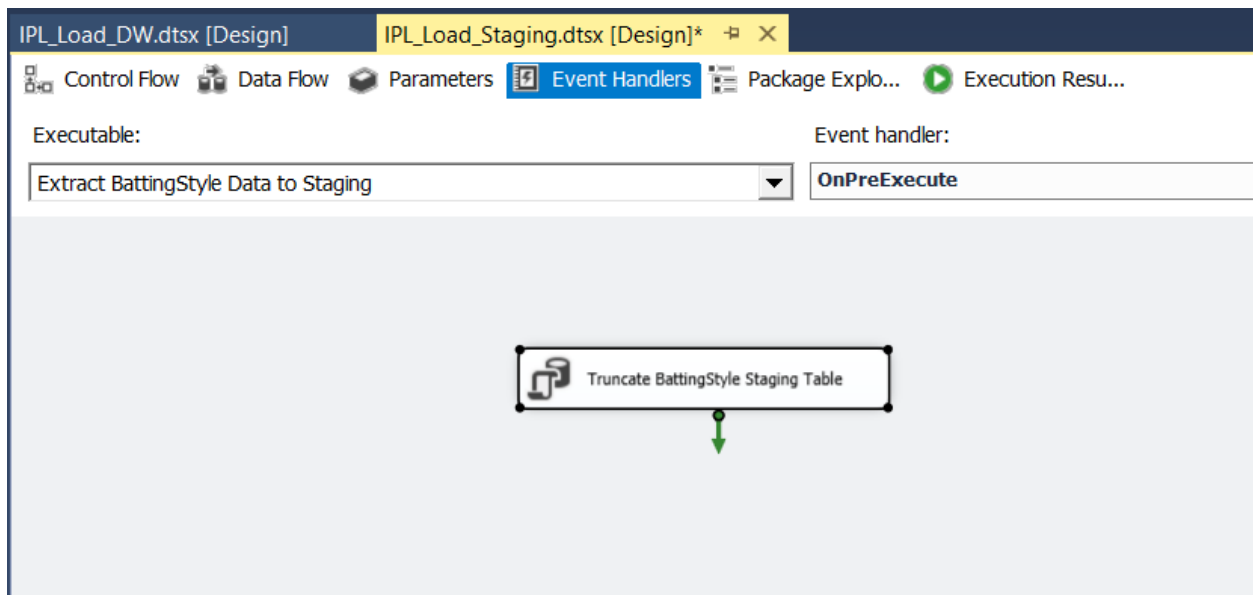 IPL_Load_DW.dtsx [Design] IPL_Load_Staging.dtsx [Design]*
Control Flow Data Flow Parameters Event Handlers Package Explo... Execution Resu...
Executable: Event handler:
Extract BattingStyle Data to Staging OnPreExecute
Truncate BattingStyle Staging Table